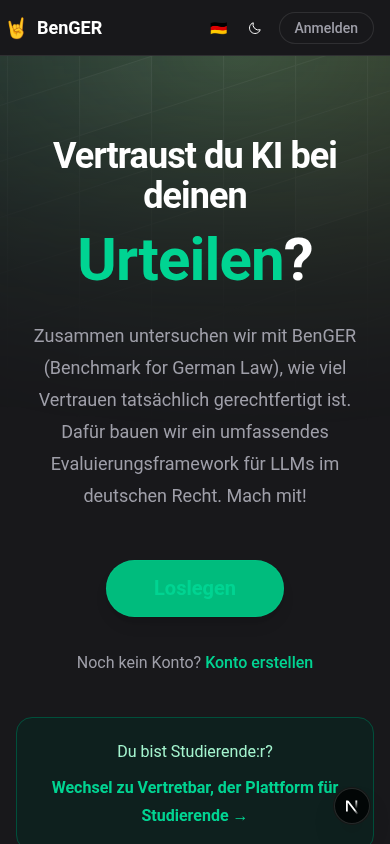 BenGER
Anmelden
Vertraust du KI bei
deinen
Urteilen?
Zusammen untersuchen wir mit BenGER
(Benchmark for German Law), wie viel
Vertrauen tatsächlich gerechtfertigt ist.
Dafür bauen wir ein umfassendes
Evaluierungsframework für LLMs im
deutschen Recht. Mach mit!
Loslegen
Noch kein Konto? Konto erstellen
Du bist Studierende:r?
Wechsel zu Vertretbar, der Plattform für
Studierende →
N